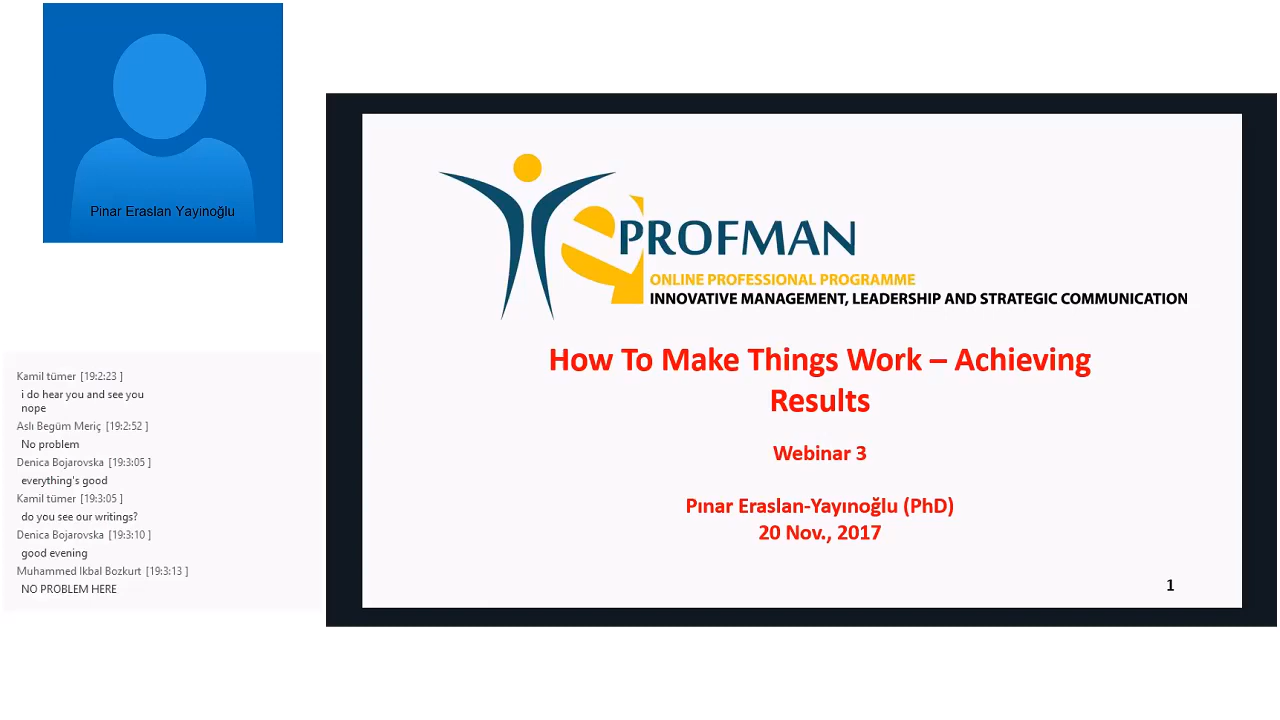 Pinar Eraslan Yayinoğlu
Kamil tümer [19:2:23 ]
i do hear you and see you
nope
Aslı Begüm Meriç [19:2:52 ]
No problem
Denica Bojarovska [19:3:05 ]
everything's good
Kamil tümer [19:3:05 ]
do you see our writings?
Denica Bojarovska [19:3:10 ]
good evening
Muhammed Ikbal Bozkurt [19:3:13 ]
NO PROBLEM HERE
ePROFMAN
ONLINE PROFESSIONAL PROGRAMME
INNOVATIVE MANAGEMENT, LEADERSHIP AND STRATEGIC COMMUNICATION
How To Make Things Work – Achieving
Results
Webinar 3
Pınar Eraslan-Yayınoğlu (PhD)
20 Nov., 2017
1